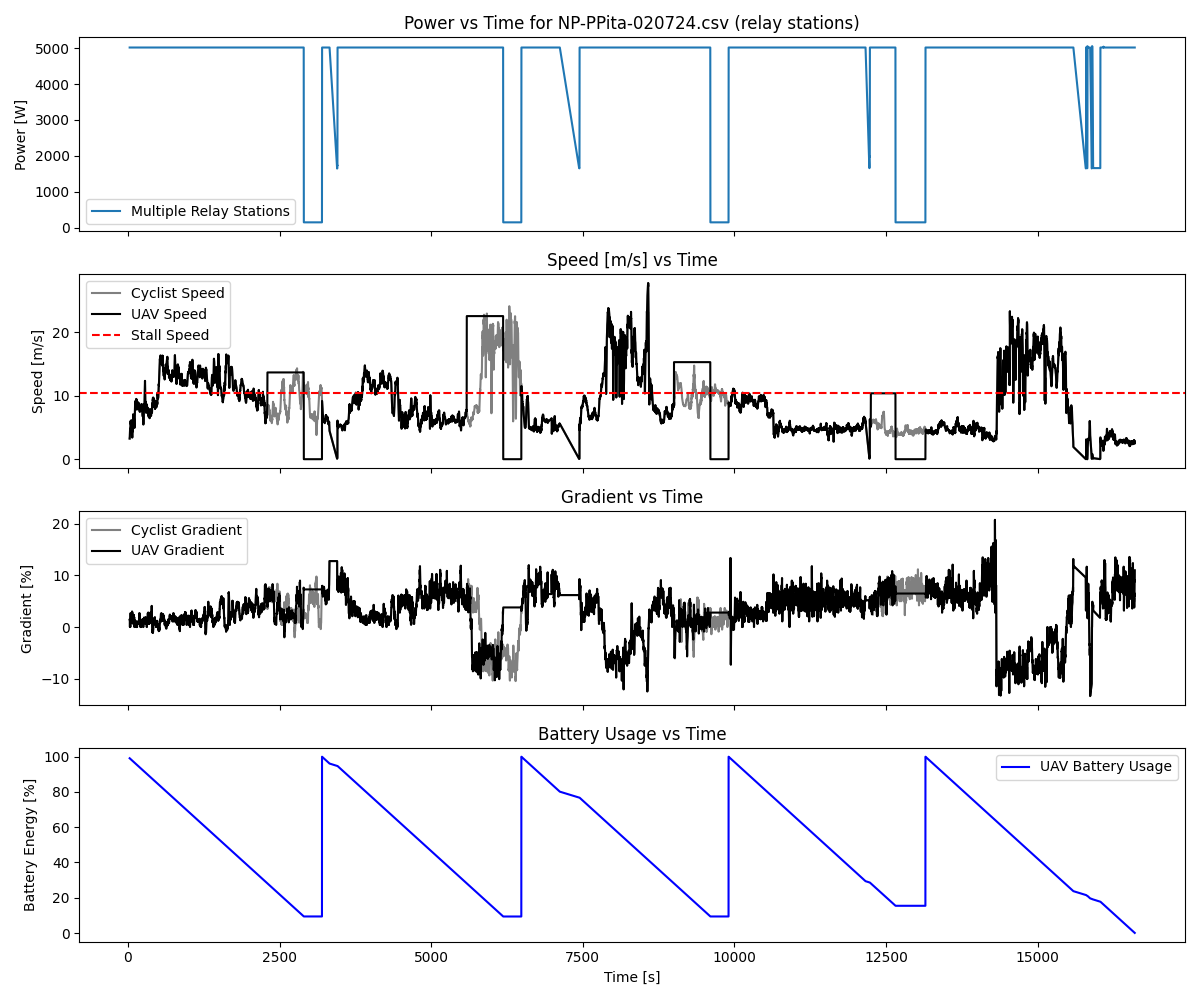 Power vs Time for NP-PPita-020724.csv (relay stations)
Power [W]
5000
4000
3000
2000
1000
0
Multiple Relay Stations
Speed [m/s] vs Time
Speed [m/s]
20
10
0
Cyclist Speed
UAV Speed
Stall Speed
Gradient vs Time
Gradient [%]
20
10
0
−10
Cyclist Gradient
UAV Gradient
Battery Usage vs Time
Battery Energy [%]
100
80
60
40
20
0
UAV Battery Usage
0 2500 5000 7500 10000 12500 15000
Time [s]